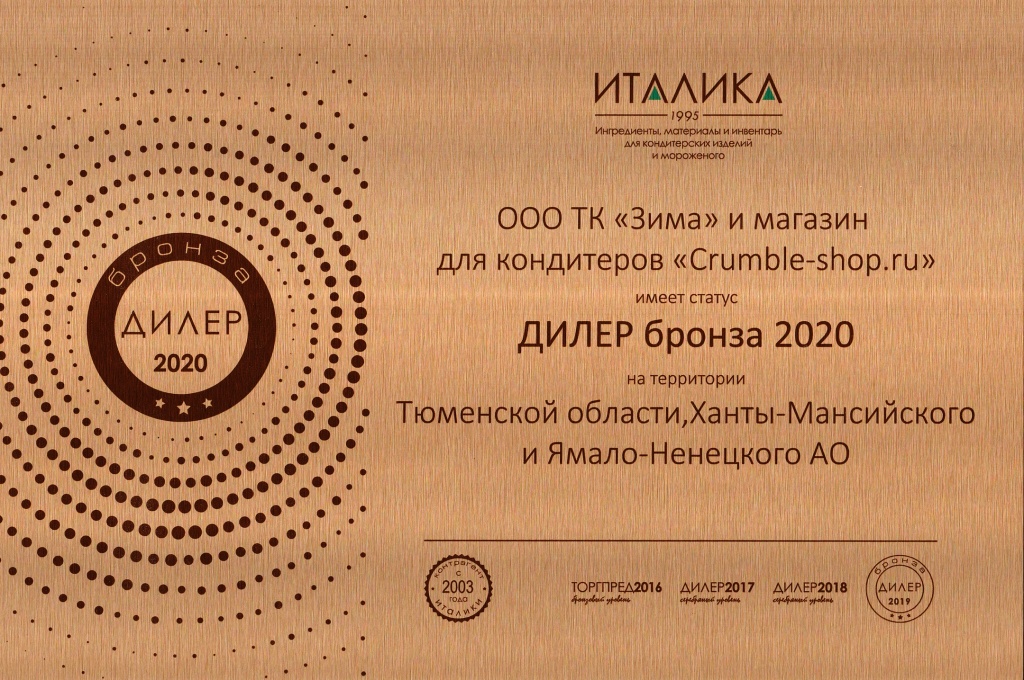 ИТАЛИКА
1995
Ингредиенты, материалы и инвентарь
для кондитерских изделий
и мороженого
бронза
ДИЛЕР
2020
ООО ТК «Зима» и магазин
для кондитеров «Crumble-shop.ru»
имеет статус
ДИЛЕР бронза 2020
на территории
Тюменской области,Ханты-Мансийского
и Ямало-Ненецкого АО
контрагент
с
2003
года
ИТАЛИКИ
ТОРГПРЕД2016
бронзовый уровень
ДИЛЕР2017
серебряный уровень
ДИЛЕР2018
серебряный уровень
бронза
ДИЛЕР
2019